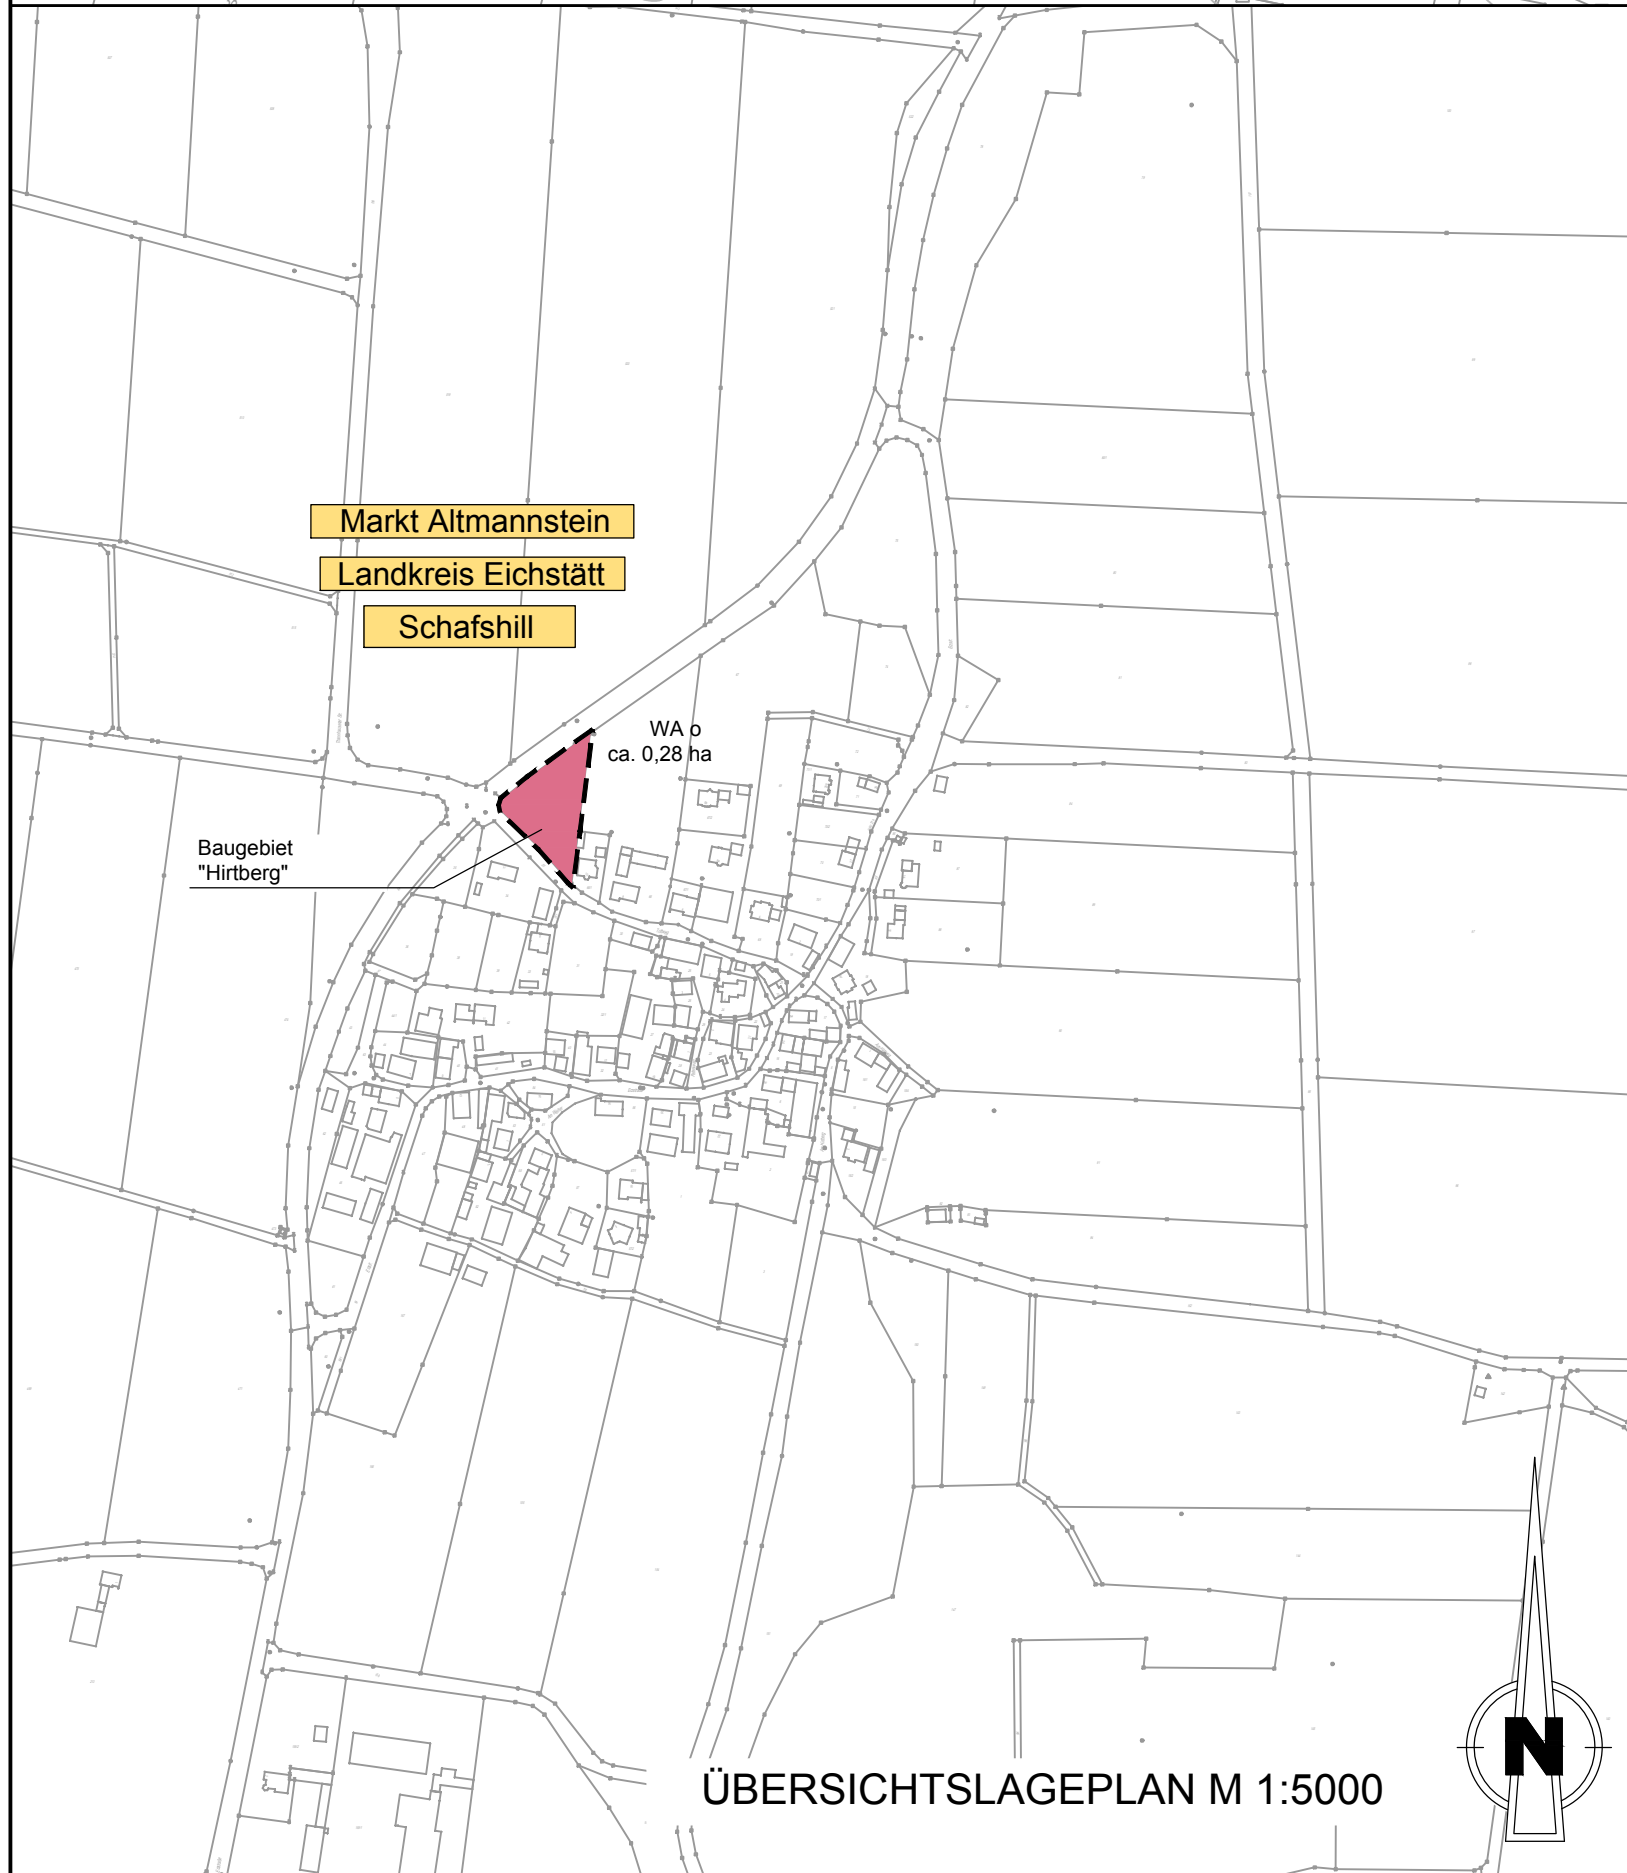 Markt Altmannstein
Landkreis Eichstätt
Schafshill
WA o
ca. 0,28 ha
Baugebiet
"Hirtberg"
ÜBERSICHTSLAGEPLAN M 1:5000
N